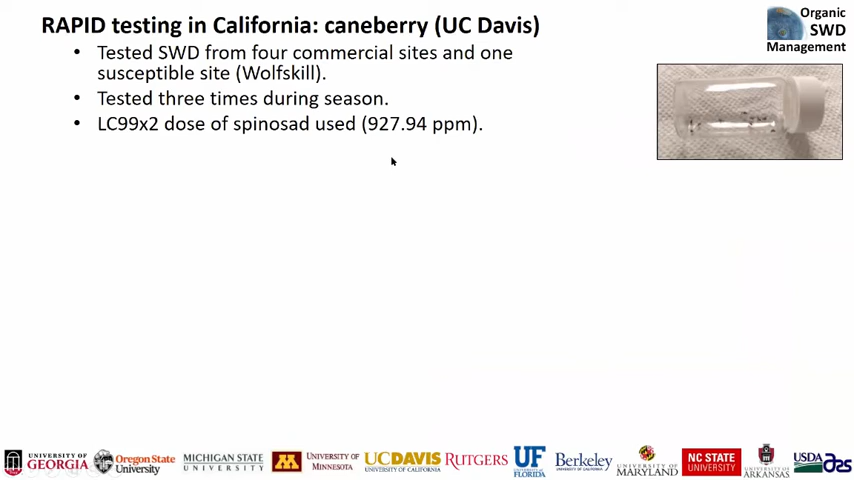 RAPID testing in California: caneberry (UC Davis)
Organic
SWD
Management
• Tested SWD from four commercial sites and one
susceptible site (Wolfskill).
• Tested three times during season.
• LC99x2 dose of spinosad used (927.94 ppm).
UNIVERSITY OF
GEORGIA
Oregon State
University
MICHIGAN STATE
UNIVERSITY
M
UNIVERSITY OF
MINNESOTA
UCDAVIS
UNIVERSITY OF CALIFORNIA
RUTGERS
UF
UNIVERSITY of
FLORIDA
Berkeley
UNIVERSITY OF CALIFORNIA
UNIVERSITY OF
MARYLAND
NC STATE
UNIVERSITY
UNIVERSITY OF
ARKANSAS
USDA
ars